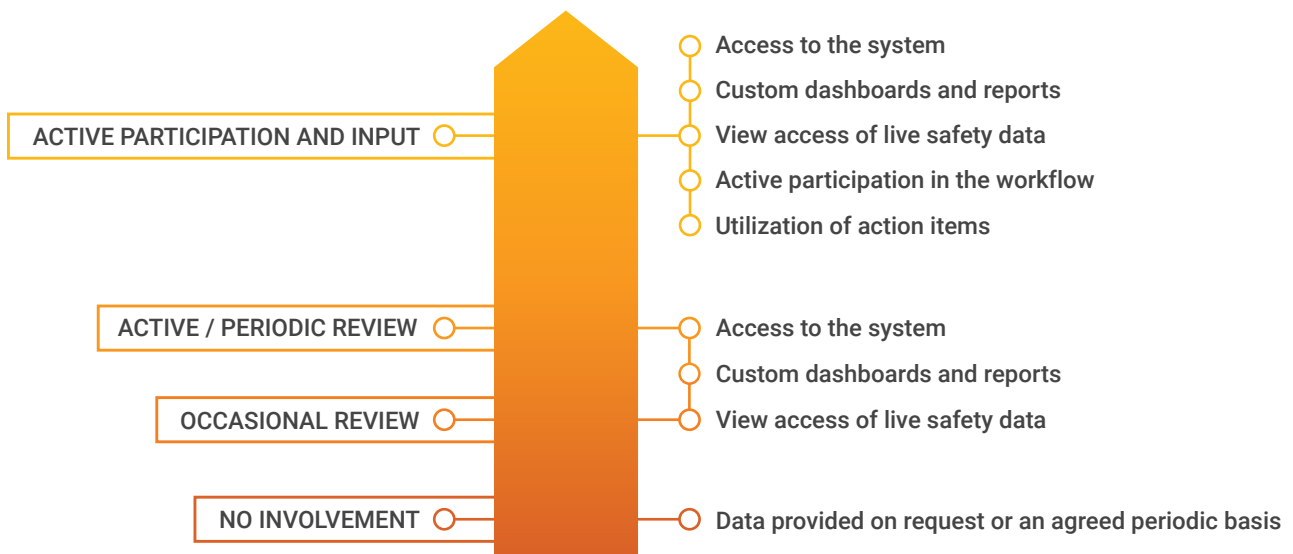 Access to the system
Custom dashboards and reports
ACTIVE PARTICIPATION AND INPUT
View access of live safety data
Active participation in the workflow
Utilization of action items
ACTIVE / PERIODIC REVIEW
Access to the system
Custom dashboards and reports
OCCASIONAL REVIEW
View access of live safety data
NO INVOLVEMENT
Data provided on request or an agreed periodic basis